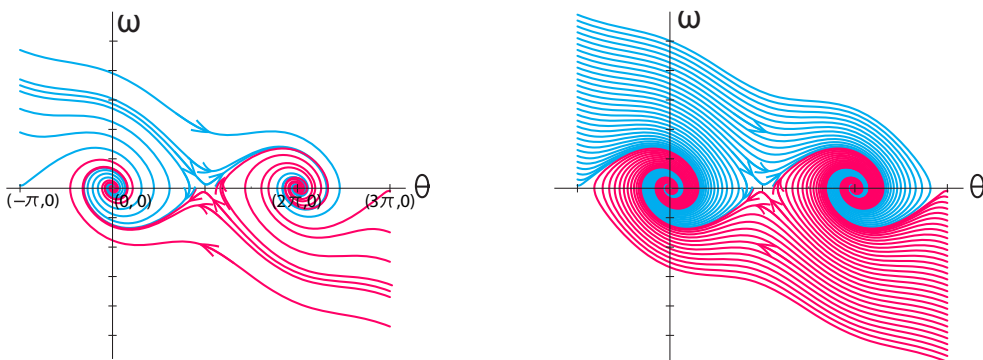 ω
θ
(−π,0)
(0, 0)
(2π,0)
(3π,0)
ω
θ